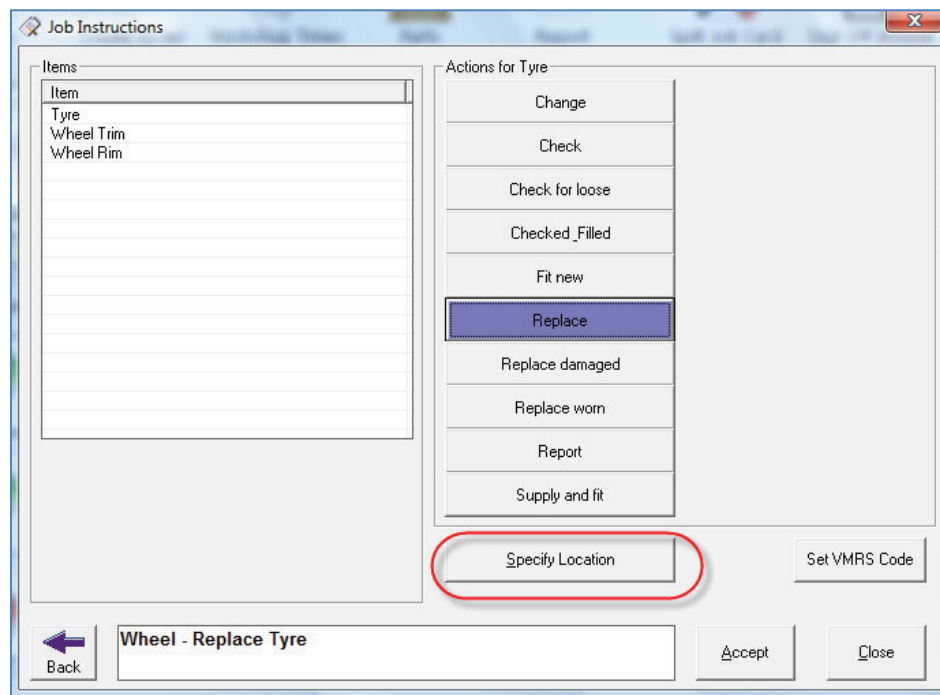 Job Instructions
Items
Item
Tyre
Wheel Trim
Wheel Rim
Actions for Tyre
Change
Check
Check for loose
Checked_Filled
Fit new
Replace
Replace damaged
Replace worn
Report
Supply and fit
Specify Location
Set VMRS Code
Back
Wheel - Replace Tyre
Accept
Close